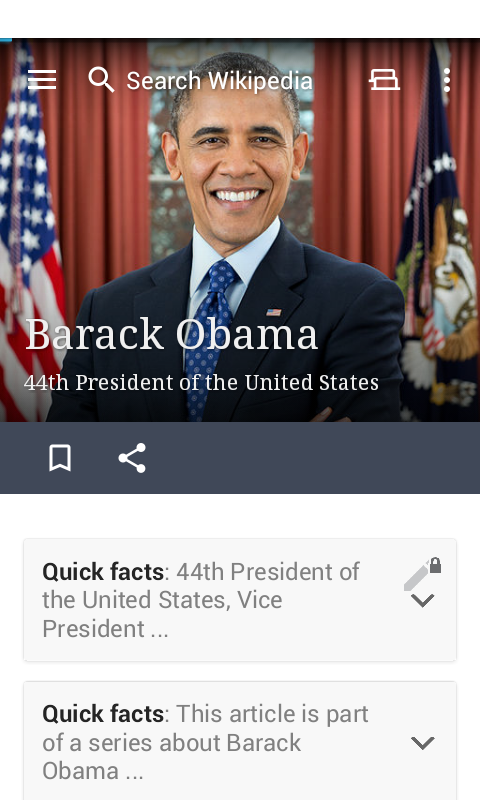 Search Wikipedia
Barack Obama
44th President of the United States
Quick facts: 44th President of
the United States, Vice
President ...
Quick facts: This article is part
of a series about Barack
Obama ...